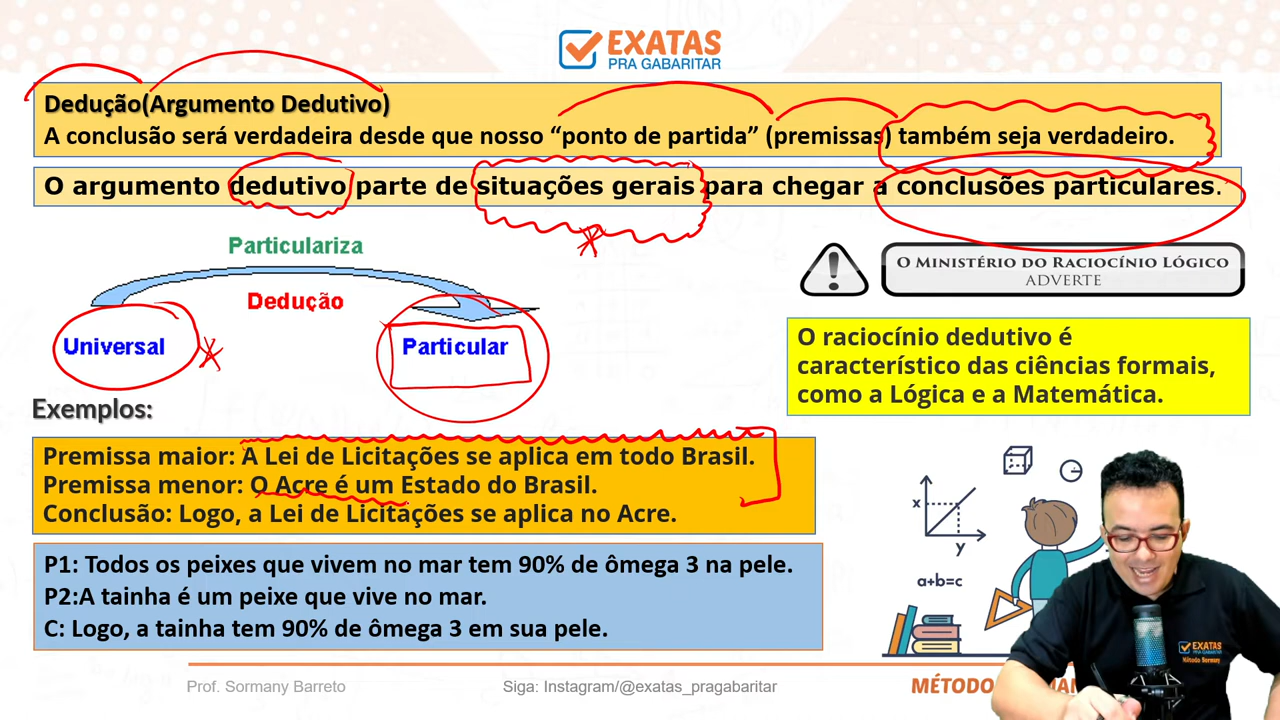 EXATAS
PRA GABARITAR
Dedução(Argumento Dedutivo)
A conclusão será verdadeira desde que nosso “ponto de partida” (premissas) também seja verdadeiro.
O argumento dedutivo parte de situações gerais para chegar a conclusões particulares.
Particulariza
Dedução
Universal
Particular
O MINISTÉRIO DO RACIOCÍNIO LÓGICO
ADVERTE
O raciocínio dedutivo é
característico das ciências formais,
como a Lógica e a Matemática.
Exemplos:
Premissa maior: A Lei de Licitações se aplica em todo Brasil.
Premissa menor: O Acre é um Estado do Brasil.
Conclusão: Logo, a Lei de Licitações se aplica no Acre.
P1: Todos os peixes que vivem no mar tem 90% de ômega 3 na pele.
P2:A tainha é um peixe que vive no mar.
C: Logo, a tainha tem 90% de ômega 3 em sua pele.
x
y
a+b=c
EXATAS
PRA GABARITAR
Método Sormany
Prof. Sormany Barreto
Siga: Instagram/@exatas_pragabaritar
MÉTODO